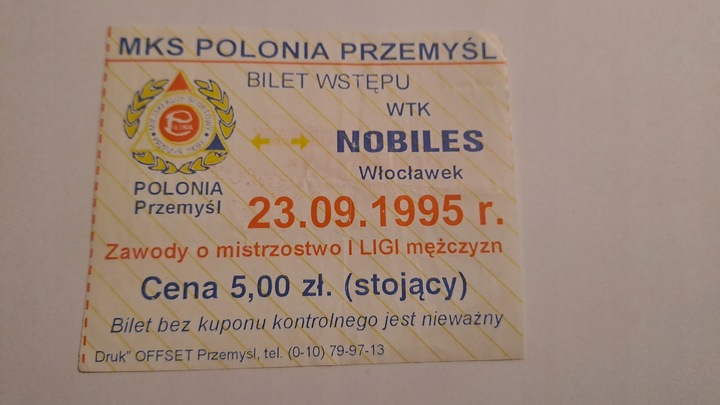 MKS POLONIA PRZEMYŚL
BILET WSTĘPU
WTK
NOBILES
Włocławek
POLONIA
POLONIA
Przemyśl
23.09.1995 r.
Zawody o mistrzostwo I LIGI mężczyzn
Cena 5,00 zł. (stojący)
Bilet bez kuponu kontrolnego jest nieważny
Druk" OFFSET Przemyśl, tel. (0-10) 79-97-13